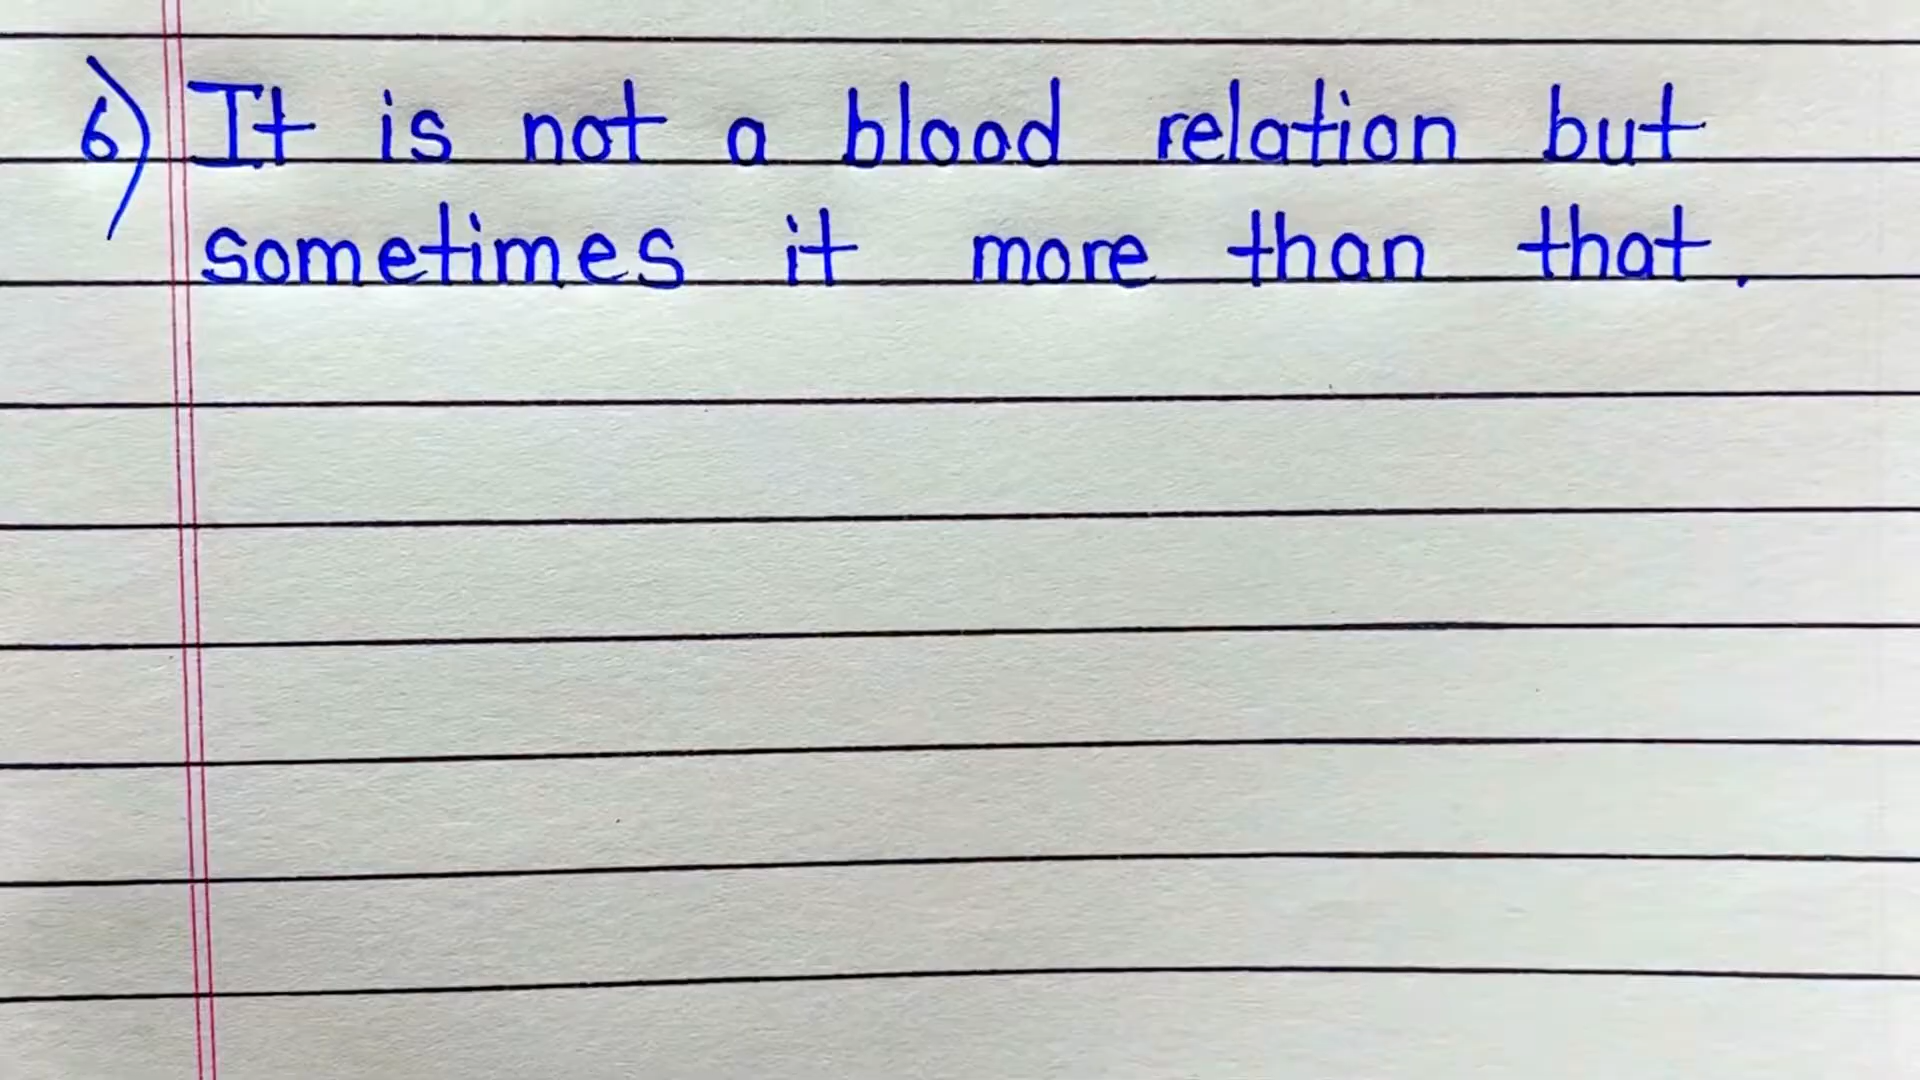 6) It is not a blood relation but
sometimes it more than that.